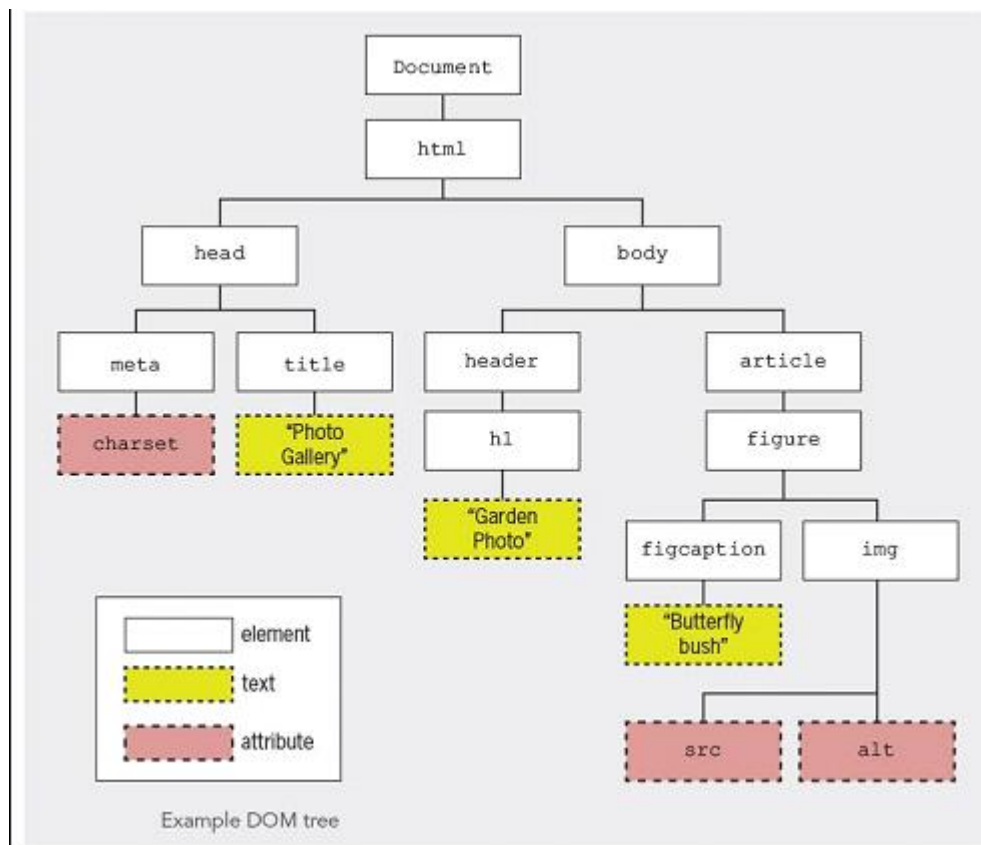 Document
html
head
body
meta
title
header
article
charset
“Photo
Gallery”
h1
figure
“Garden
Photo”
figcaption
img
“Butterfly
bush”
element
text
attribute
src
alt
Example DOM tree